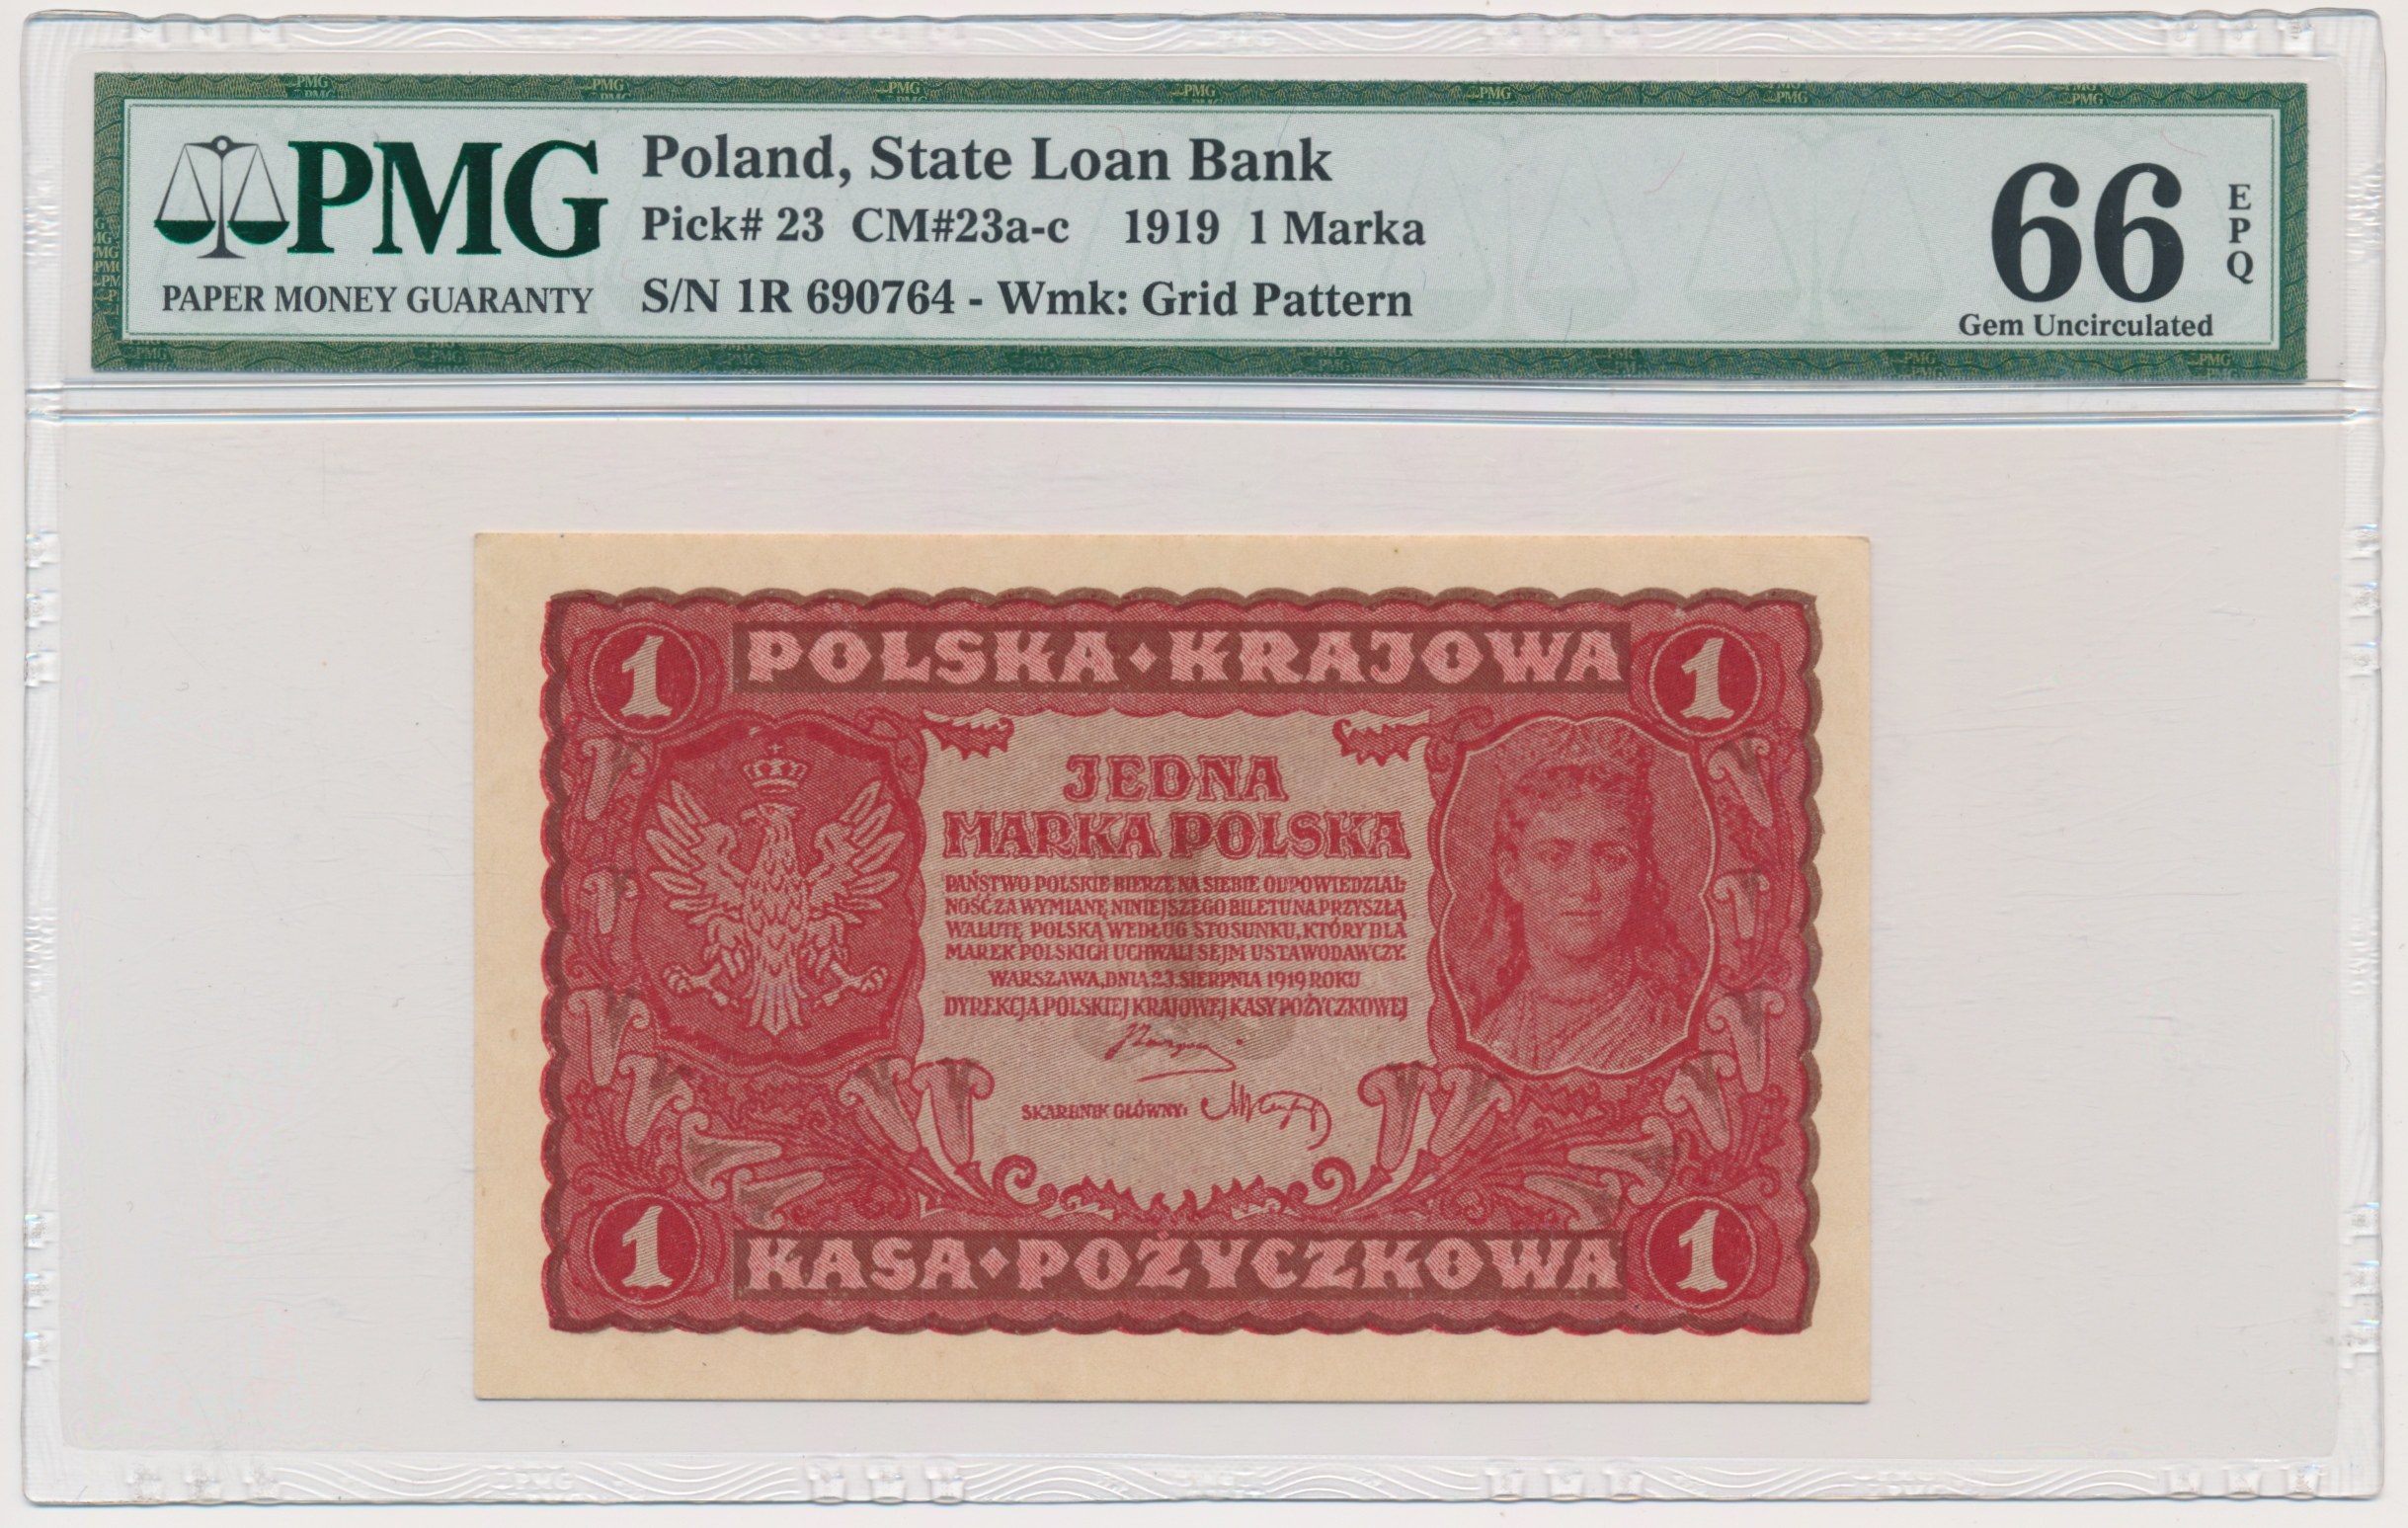 PMG
PAPER MONEY GUARANTY
Poland, State Loan Bank
Pick# 23 CM#23a-c 1919 1 Marka
S/N 1R 690764 - Wmk: Grid Pattern
66
EPQ
Gem Uncirculated
1 POLSKA • KRAJOWA 1
JEDNA
MARKA POLSKA
PAŃSTWO POLSKIE BIERZE NA SIEBIE ODPOWIEDZIAL-
NOŚĆ ZA WYMIANĘ NINIEJSZEGO BILETU NA PRZYSZŁĄ
WALUTĘ POLSKĄ WEDŁUG STOSUNKU, KTÓRY DLA
MAREK POLSKICH UCHWALI SEJM USTAWODAWCZY.
WARSZAWA, DNIA 23. SIERPNIA 1919 ROKU
DYREKCJA POLSKIEJ KRAJOWEJ KASY POŻYCZKOWEJ
SKARBNIK GŁÓWNY:
1 KASA • POŻYCZKOWA 1